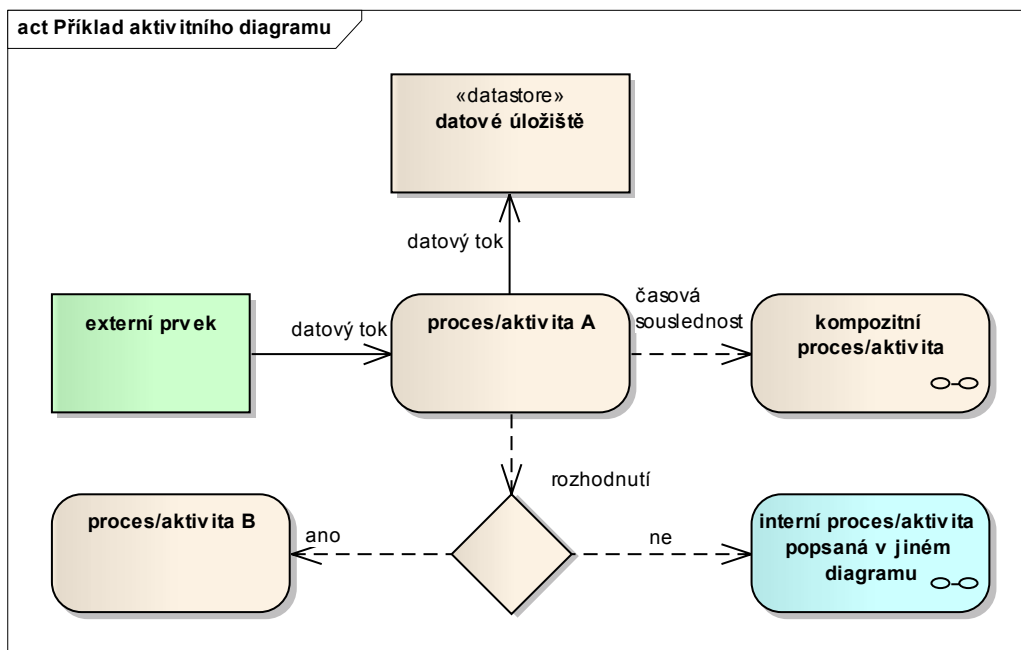 act Příklad aktivitního diagramu
«datastore»
datové úložiště
datový tok
externí prvek
datový tok
proces/aktivita A
časová
souslednost
kompozitní
proces/aktivita
rozhodnutí
proces/aktivita B
ano
ne
interní proces/aktivita
popsaná v jiném
diagramu